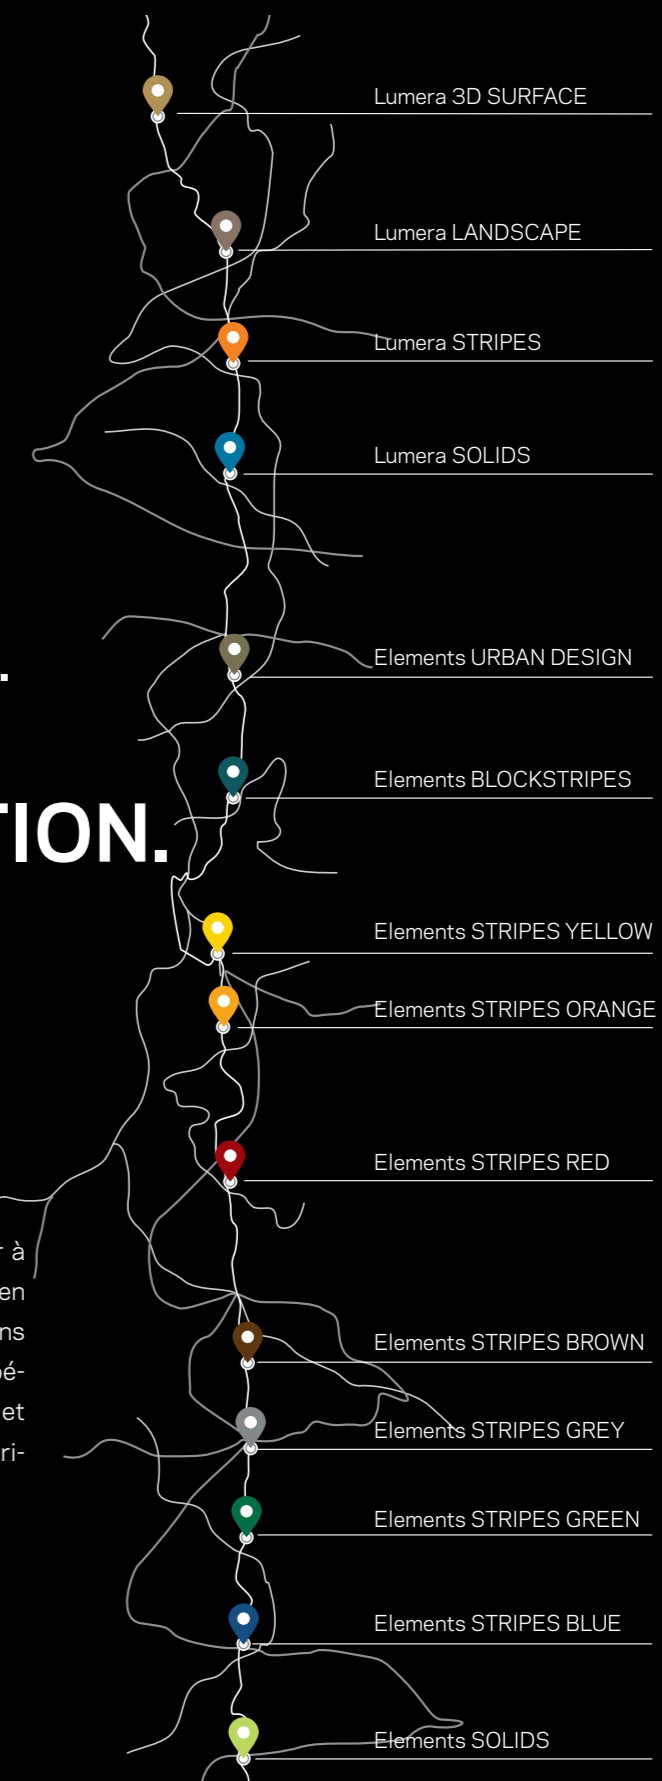 Lumera 3D SURFACE
Lumera LANDSCAPE
Lumera STRIPES
Lumera SOLIDS
Elements URBAN DESIGN
.
Elements BLOCKSTRIPES
TION.
Elements STRIPES YELLOW
Elements STRIPES ORANGE
Elements STRIPES RED
r à
en
ns
pé-
et
ri-
Elements STRIPES BROWN
Elements STRIPES GREY
Elements STRIPES GREEN
Elements STRIPES BLUE
Elements SOLIDS